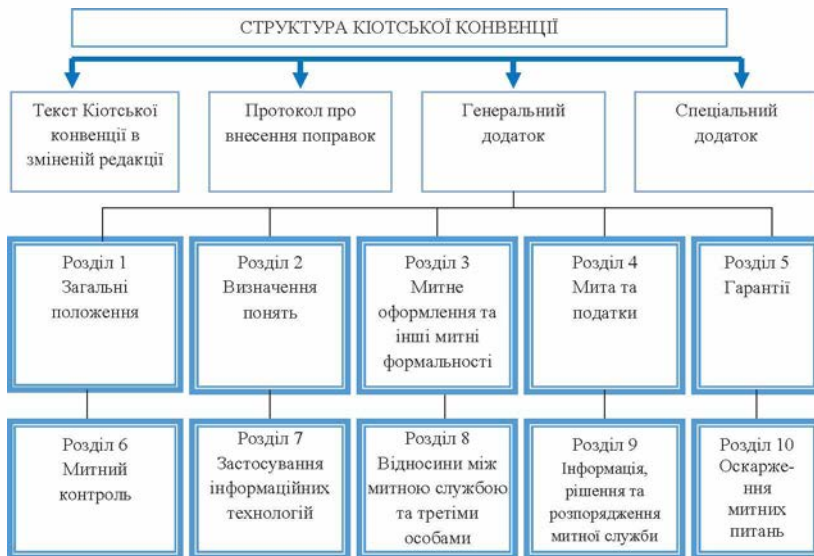 СТРУКТУРА КІОТСЬКОЇ КОНВЕНЦІЇ
Текст Кіотської
конвенції в
зміненій редакції
Протокол про
внесення поправок
Генеральний
додаток
Спеціальний
додаток
Розділ 1
Загальні
положення
Розділ 2
Визначення
понять
Розділ 3
Митне
оформлення та
інші митні
формальності
Розділ 4
Мита та
податки
Розділ 5
Гарантії
Розділ 6
Митний
контроль
Розділ 7
Застосування
інформаційних
технологій
Розділ 8
Відносини між
митною службою
та третіми
особами
Розділ 9
Інформація,
рішення та
розпорядження
митної служби
Розділ 10
Оскарже-
ння
митних
питань